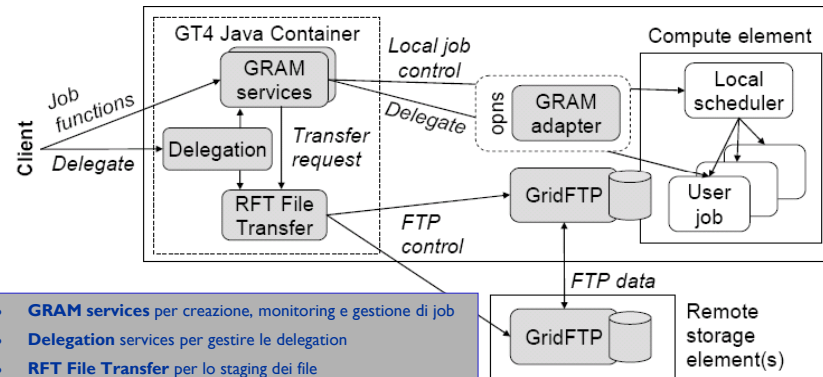 GT4 Java Container
Compute element
GRAM
services
Local job
control
Local
scheduler
Job
functions
Client
Delegate
Delegation
Transfer
request
Delegate
opns
GRAM
adapter
User
job
RFT File
Transfer
GridFTP
FTP
control
FTP data
GridFTP
Remote
storage
element(s)
GRAM services per creazione, monitoring e gestione di job
Delegation services per gestire le delegation
RFT File Transfer per lo staging dei file